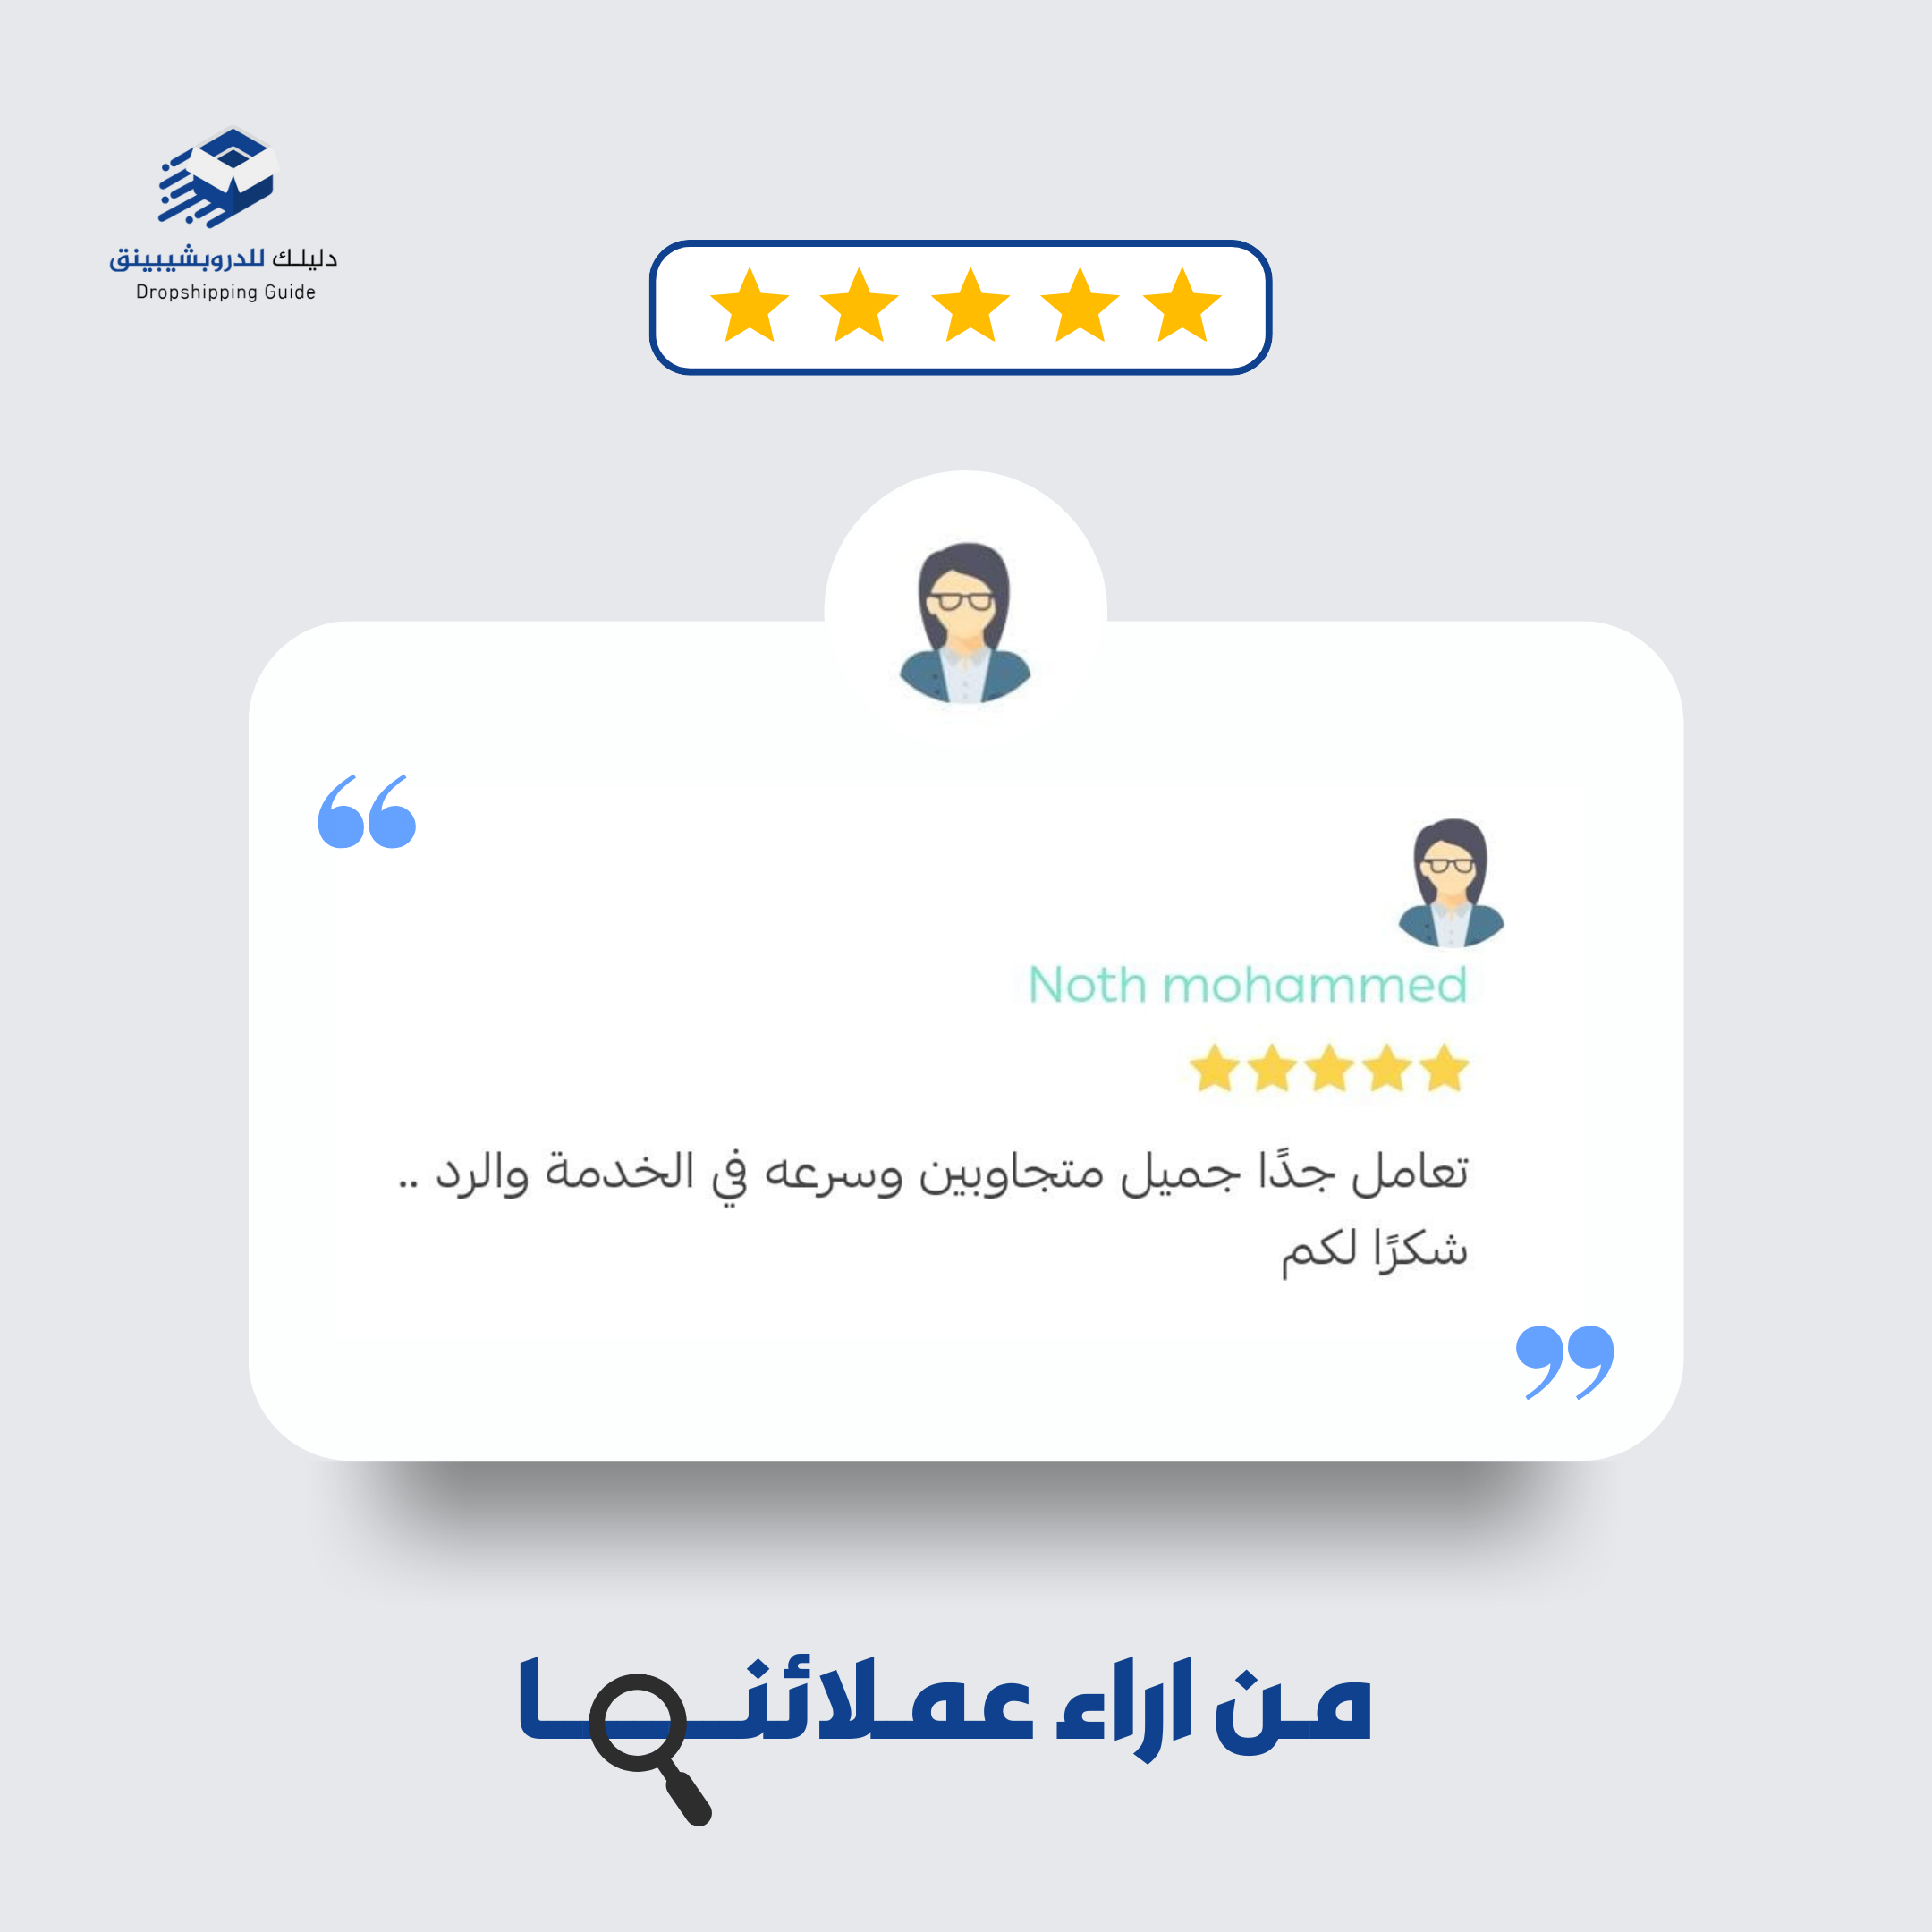 دليلك للدروبشيبينق
Dropshipping Guide
Noth mohammed
تعامل جدًا جميل متجاوبين وسرعه في الخدمة والرد ..
شكرًا لكم
من اراء عملائنا